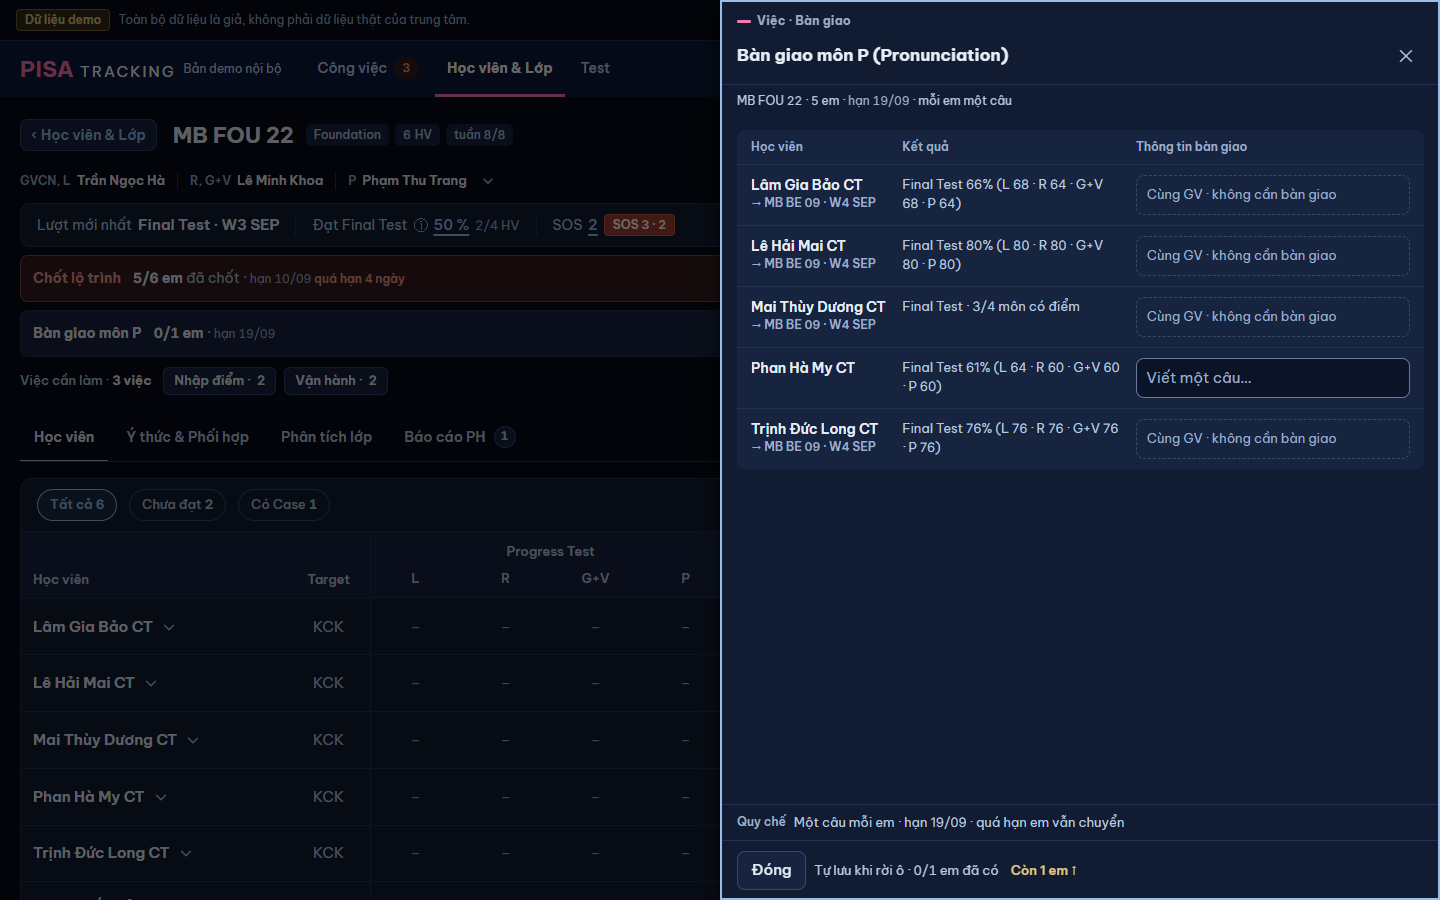 Dữ liệu demo Toàn bộ dữ liệu là giả, không phải dữ liệu thật của trung tâm.
PISA TRACKING Bản demo nội bộ Công việc 3 Học viên & Lớp Test
‹ Học viên & Lớp MB FOU 22 Foundation 6 HV tuần 8/8
GVCN, L Trần Ngọc Hà R, G+V Lê Minh Khoa P Phạm Thu Trang
Lượt mới nhất Final Test · W3 SEP Đạt Final Test ⓘ 50 % 2/4 HV SOS 2 SOS 3 · 2
Chốt lộ trình 5/6 em đã chốt · hạn 10/09 quá hạn 4 ngày
Bàn giao môn P 0/1 em · hạn 19/09
Việc cần làm · 3 việc Nhập điểm · 2 Vận hành · 2
Học viên Ý thức & Phối hợp Phân tích lớp Báo cáo PH 1
Tất cả 6 Chưa đạt 2 Có Case 1
Progress Test
Học viên Target L R G+V P
Lâm Gia Bảo CT KCK – – – –
Lê Hải Mai CT KCK – – – –
Mai Thùy Dương CT KCK – – – –
Phan Hà My CT KCK – – – –
Trịnh Đức Long CT KCK – – – –
Việc · Bàn giao
Bàn giao môn P (Pronunciation)
MB FOU 22 · 5 em · hạn 19/09 · mỗi em một câu
Học viên Kết quả Thông tin bàn giao
Lâm Gia Bảo CT Final Test 66% (L 68 · R 64 · G+V
→ MB BE 09 · W4 SEP 68 · P 64) Cùng GV · không cần bàn giao
Lê Hải Mai CT Final Test 80% (L 80 · R 80 · G+V
→ MB BE 09 · W4 SEP 80 · P 80) Cùng GV · không cần bàn giao
Mai Thùy Dương CT Final Test · 3/4 môn có điểm
→ MB BE 09 · W4 SEP Cùng GV · không cần bàn giao
Phan Hà My CT Final Test 61% (L 64 · R 60 · G+V 60
· P 60) Viết một câu...
Trịnh Đức Long CT Final Test 76% (L 76 · R 76 · G+V 76
→ MB BE 09 · W4 SEP · P 76) Cùng GV · không cần bàn giao
Quy chế Một câu mỗi em · hạn 19/09 · quá hạn em vẫn chuyển
Đóng Tự lưu khi rời ô · 0/1 em đã có Còn 1 em ↑